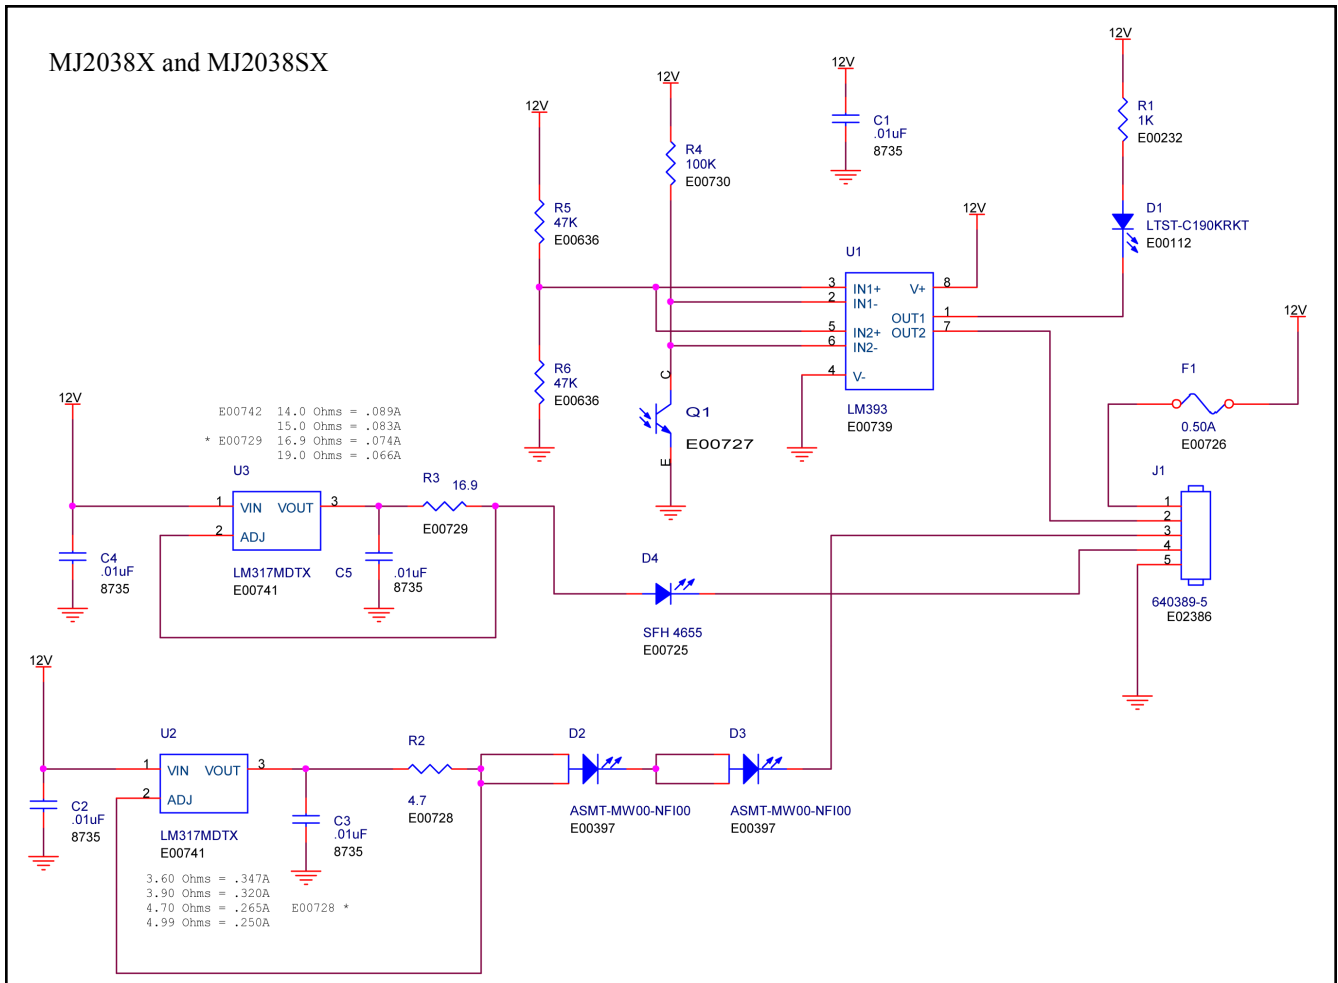 MJ2038X and MJ2038SX
12V
R1
1K
E00232
12V
C1
.01uF
8735
12V
R4
100K
E00730
12V
R5
47K
E00636
D1
LTST-C190KRKT
E00112
12V
U1
3 IN1+ V+ 8
2 IN1-
OUT1 1
5 IN2+ OUT2 7
6 IN2-
4 V-
LM393
E00739
R6
47K
E00636
C
Q1
E00727
E
12V
F1
0.50A
E00726
J1
1
2
3
4
5
640389-5
E02386
12V
E00742 14.0 Ohms = .089A
15.0 Ohms = .083A
* E00729 16.9 Ohms = .074A
19.0 Ohms = .066A
U3
1 VIN VOUT 3
2 ADJ
LM317MDTX
E00741
R3 16.9
E00729
C4
.01uF
8735
C5 .01uF
8735
D4
SFH 4655
E00725
12V
U2
1 VIN VOUT 3
2 ADJ
LM317MDTX
E00741
R2
4.7
E00728
C2
.01uF
8735
C3
.01uF
8735
D2
ASMT-MW00-NFI00
E00397
D3
ASMT-MW00-NFI00
E00397
3.60 Ohms = .347A
3.90 Ohms = .320A
4.70 Ohms = .265A E00728 *
4.99 Ohms = .250A